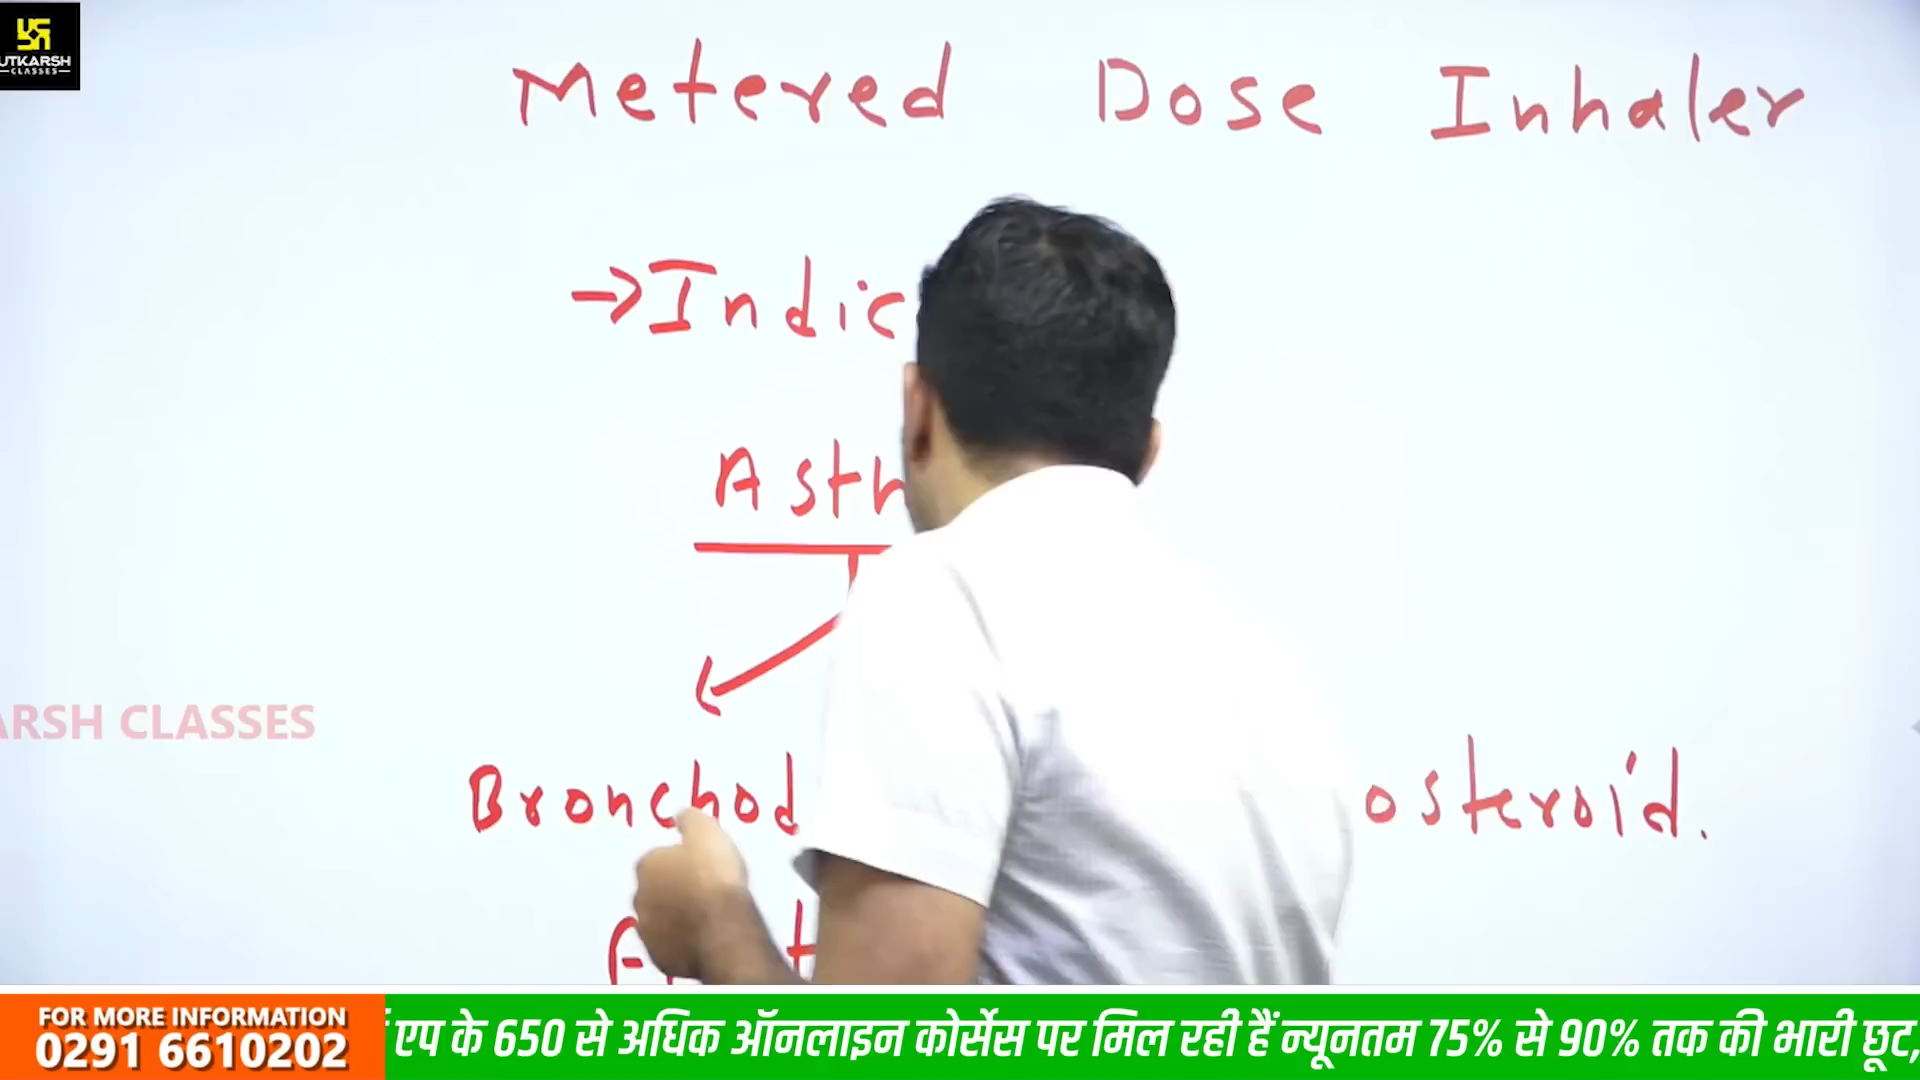 UTKARSH
CLASSES
Metered Dose Inhaler
→Indic
Asth
ARSH CLASSES
Bronchod osteroid.
FOR MORE INFORMATION
0291 6610202
एप के 650 से अधिक ऑनलाइन कोर्सेस पर मिल रही हैं न्यूनतम 75% से 90% तक की भारी छूट,